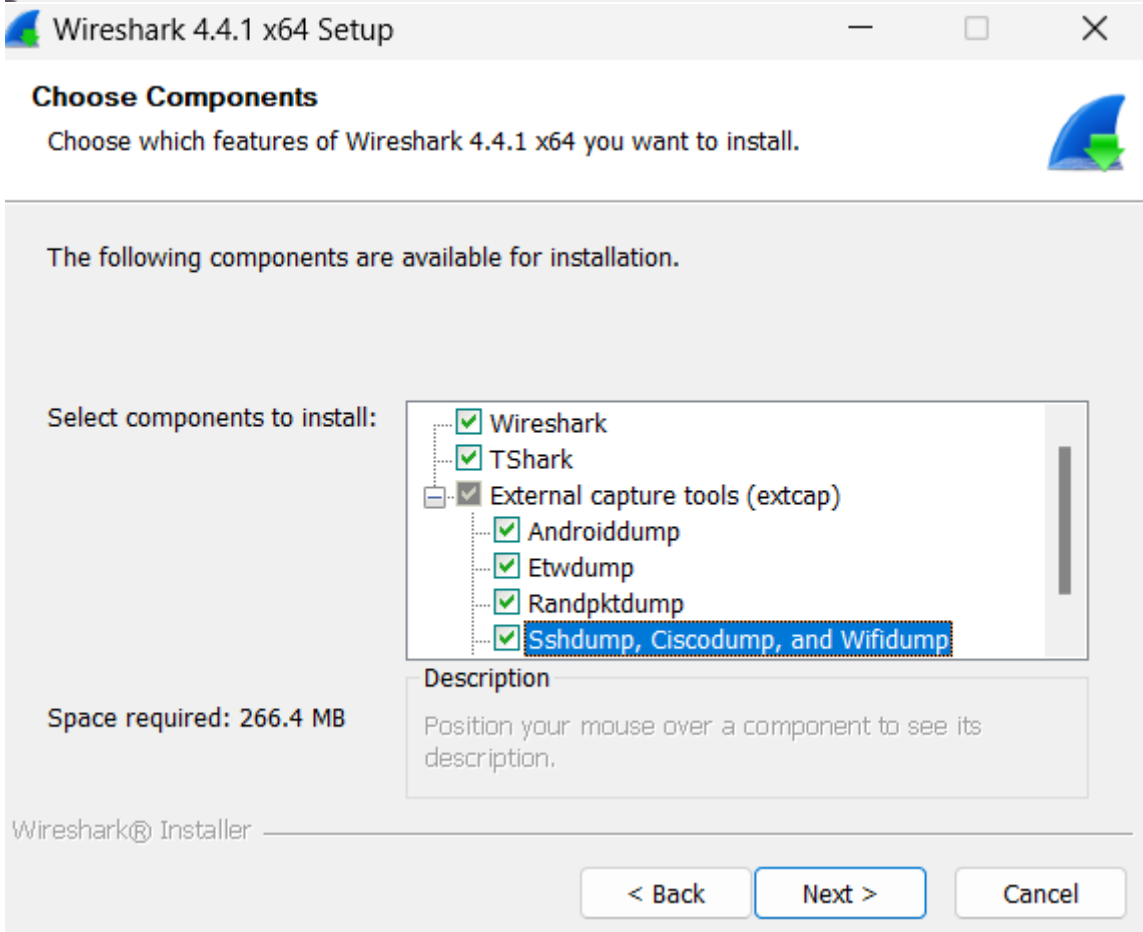 Wireshark 4.4.1 x64 Setup
Choose Components
Choose which features of Wireshark 4.4.1 x64 you want to install.
The following components are available for installation.
Select components to install:
Wireshark
TShark
External capture tools (extcap)
Androiddump
Etwdump
Randpktdump
Sshdump, Ciscodump, and Wifidump
Space required: 266.4 MB
Description
Position your mouse over a component to see its
description.
Wireshark® Installer
< Back
Next >
Cancel